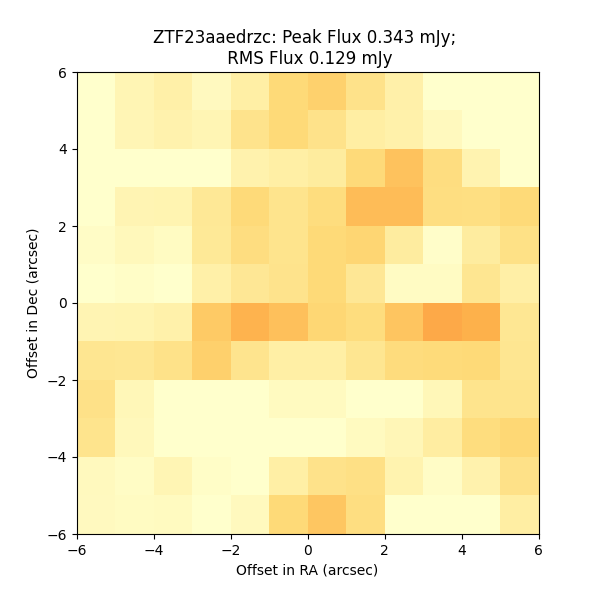 ZTF23aaedrzc: Peak Flux 0.343 mJy;
RMS Flux 0.129 mJy
6
4
2
0
−2
−4
−6
Offset in Dec (arcsec)
−6 −4 −2 0 2 4 6
Offset in RA (arcsec)